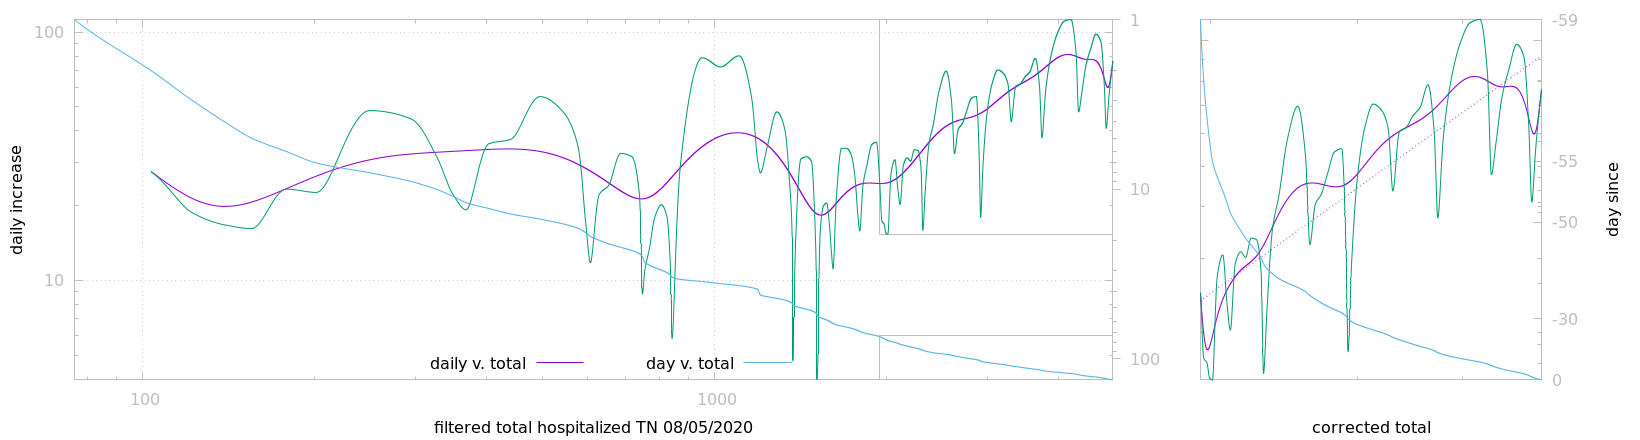 100
10
daily increase
daily v. total
day v. total
100
1000
filtered total hospitalized TN 08/05/2020
1
10
100
-59
-55
-50
-30
0
day since
corrected total